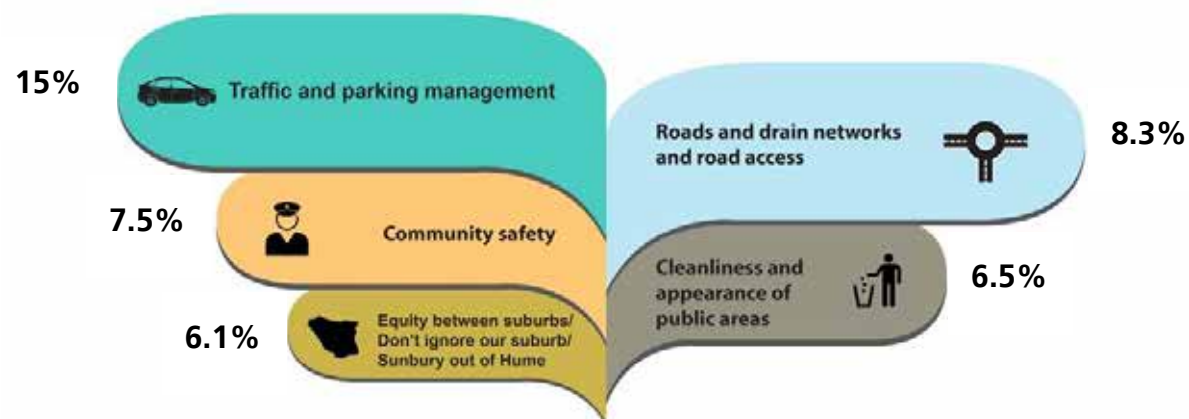 15%
Traffic and parking management
Roads and drain networks
and road access
8.3%
7.5%
Community safety
Cleanliness and
appearance of
public areas
6.5%
6.1%
Equity between suburbs/
Don't ignore our suburb/
Sunbury out of Hume